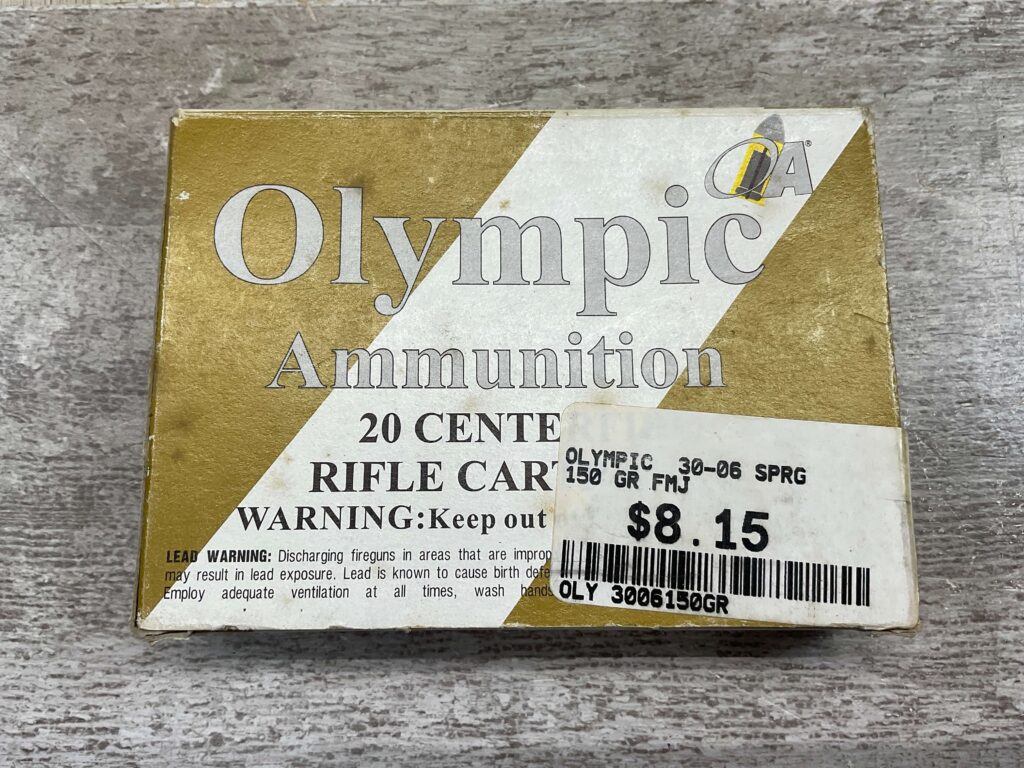 OA®
Olympic
Ammunition
20 CENTE
RIFLE CAR
WARNING:Keep out
LEAD WARNING: Discharging fireguns in areas that are improp
may result in lead exposure. Lead is known to cause birth defe
Employ adequate ventilation at all times, wash hands
OLYMPIC 30-06 SPRG
150 GR FMJ
$8.15
OLY 3006150GR